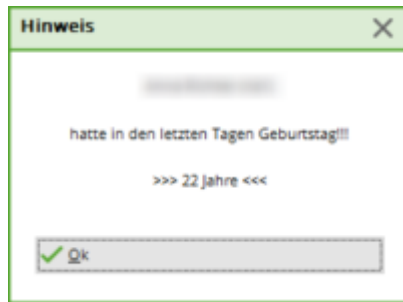 Hinweis
hatte in den letzten Tagen Geburtstag!!!
>>> 22 Jahre <<<
Ok